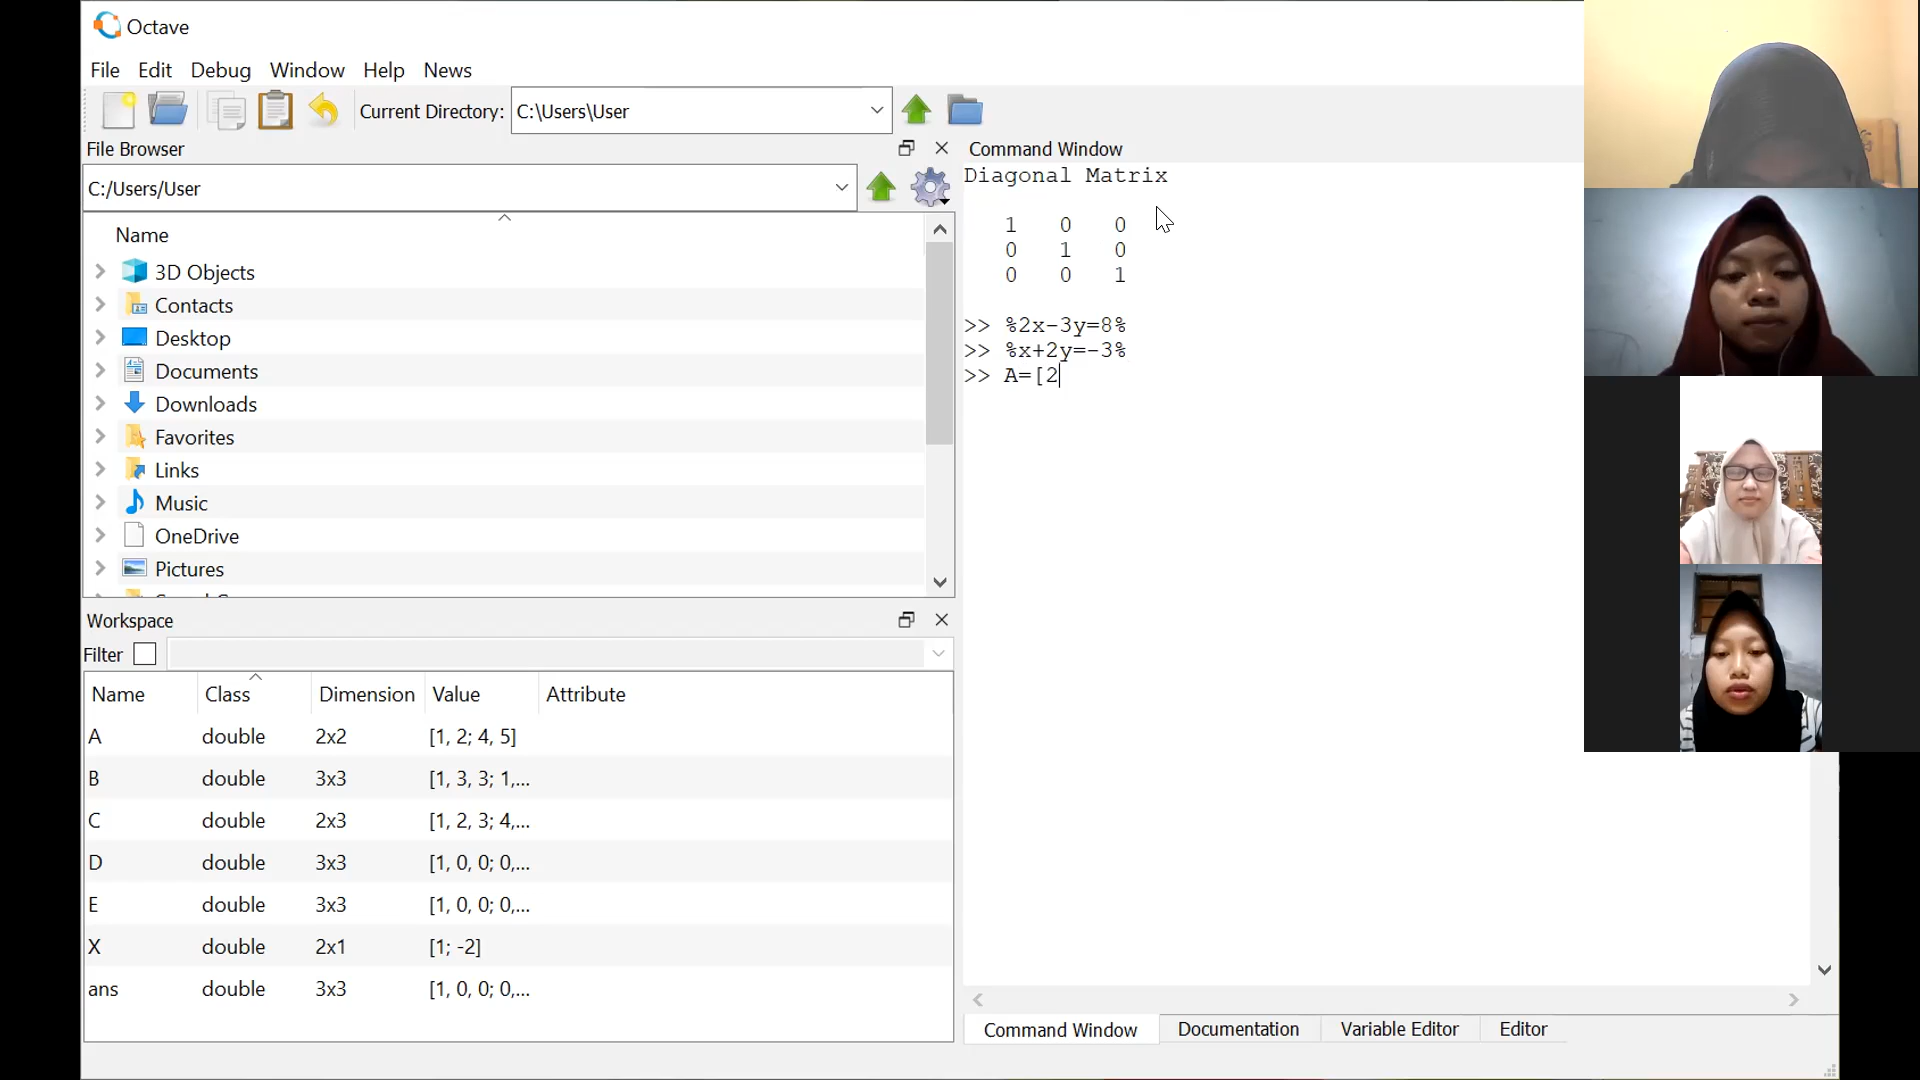 Octave
File Edit Debug Window Help News
Current Directory: C:\Users\User
File Browser
C:/Users/User
Name
3D Objects
Contacts
Desktop
Documents
Downloads
Favorites
Links
Music
OneDrive
Pictures
Workspace
Filter
Name Class Dimension Value Attribute
A double 2x2 [1, 2; 4, 5]
B double 3x3 [1, 3, 3; 1,...
C double 2x3 [1, 2, 3; 4,...
D double 3x3 [1, 0, 0; 0,...
E double 3x3 [1, 0, 0; 0,...
X double 2x1 [1; -2]
ans double 3x3 [1, 0, 0; 0,...
Command Window
Diagonal Matrix
1 0 0
0 1 0
0 0 1
>> %2x-3y=8%
>> %x+2y=-3%
>> A=[2
Command Window Documentation Variable Editor Editor